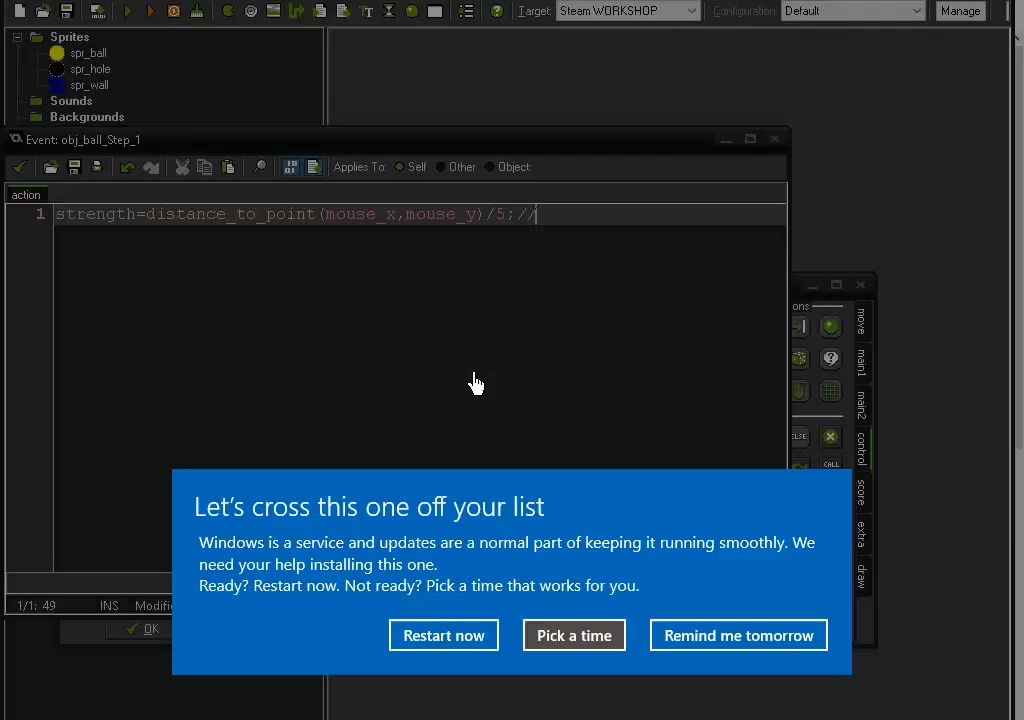 Target: Steam WORKSHOP Configuration: Default Manage
Sprites
spr_ball
spr_hole
spr_wall
Sounds
Backgrounds
Event: obj_ball_Step_1
Applies To: Self Other Object:
action
1 strength=distance_to_point(mouse_x,mouse_y)/5;//
ons
move
main1
main2
ELSE
control
CALL
score
extra
draw
Let's cross this one off your list
Windows is a service and updates are a normal part of keeping it running smoothly. We
need your help installing this one.
Ready? Restart now. Not ready? Pick a time that works for you.
Restart now Pick a time Remind me tomorrow
1/1: 49 INS Modifi
OK